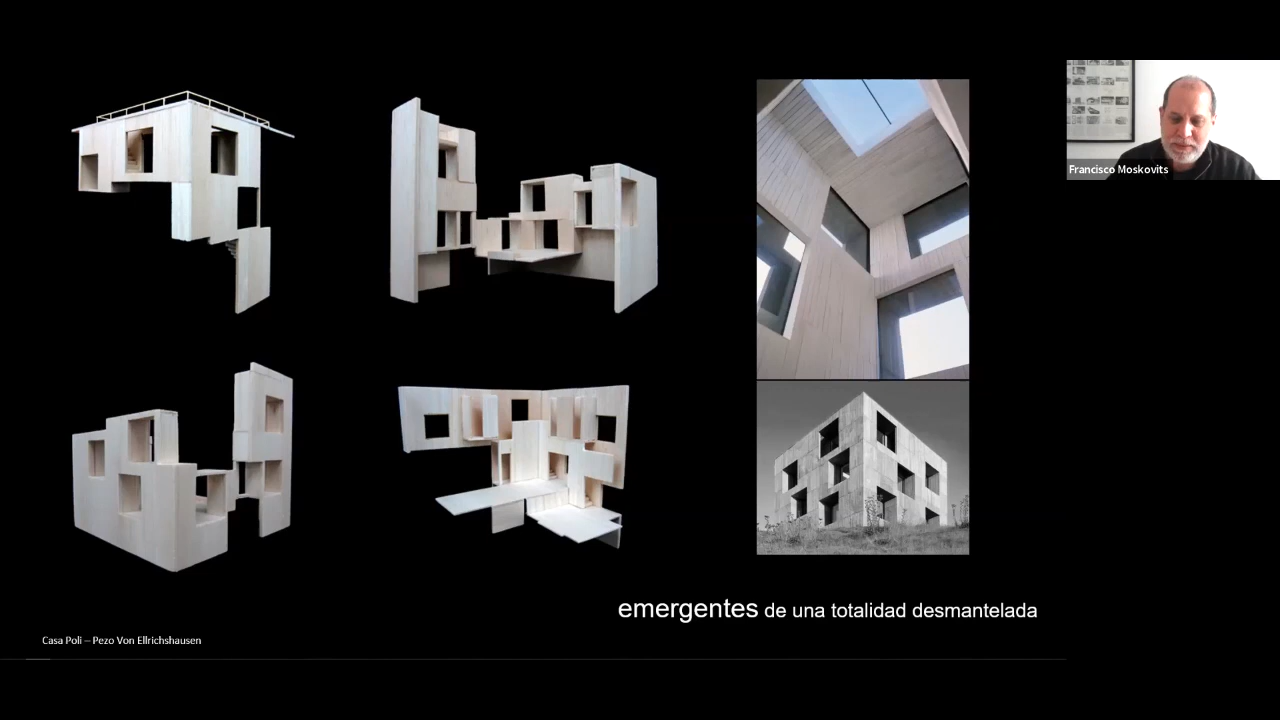 Francisco Moskovits
emergentes de una totalidad desmantelada
Casa Poli – Pezo Von Ellrichshausen